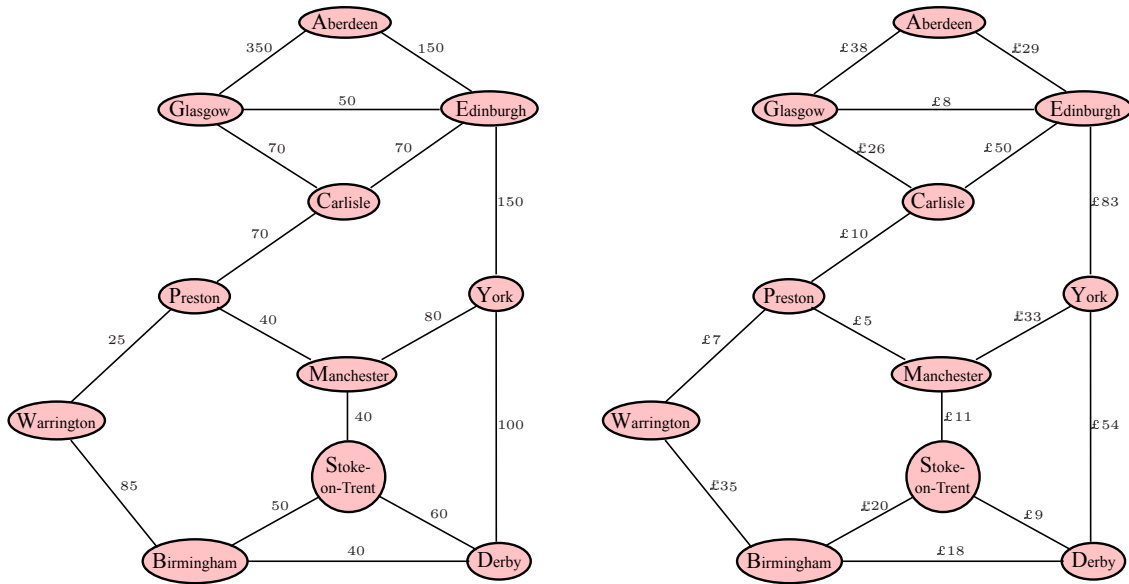 Aberdeen
350
150
Glasgow
50
Edinburgh
70
70
Carlisle
150
70
Preston
York
40
80
25
Manchester
Warrington
40
100
Stoke-
on-Trent
85
50
60
Birmingham
40
Derby
Aberdeen
£38
£29
Glasgow
£8
Edinburgh
£26
£50
Carlisle
£83
£10
Preston
York
£5
£33
£7
Manchester
Warrington
£11
£54
Stoke-
on-Trent
£35
£20
£9
Birmingham
£18
Derby